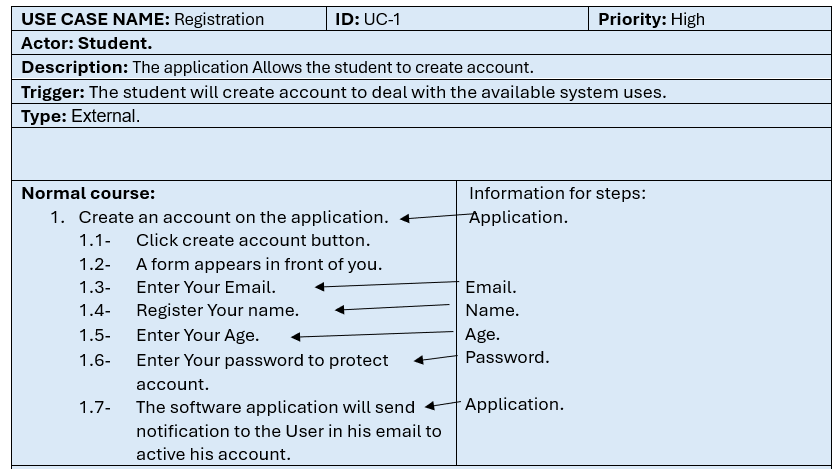 USE CASE NAME: Registration ID: UC-1 Priority: High
Actor: Student.
Description: The application Allows the student to create account.
Trigger: The student will create account to deal with the available system uses.
Type: External.
Normal course: Information for steps:
1. Create an account on the application. Application.
1.1- Click create account button.
1.2- A form appears in front of you.
1.3- Enter Your Email. Email.
1.4- Register Your name. Name.
1.5- Enter Your Age. Age.
1.6- Enter Your password to protect Password.
account.
1.7- The software application will send Application.
notification to the User in his email to
active his account.